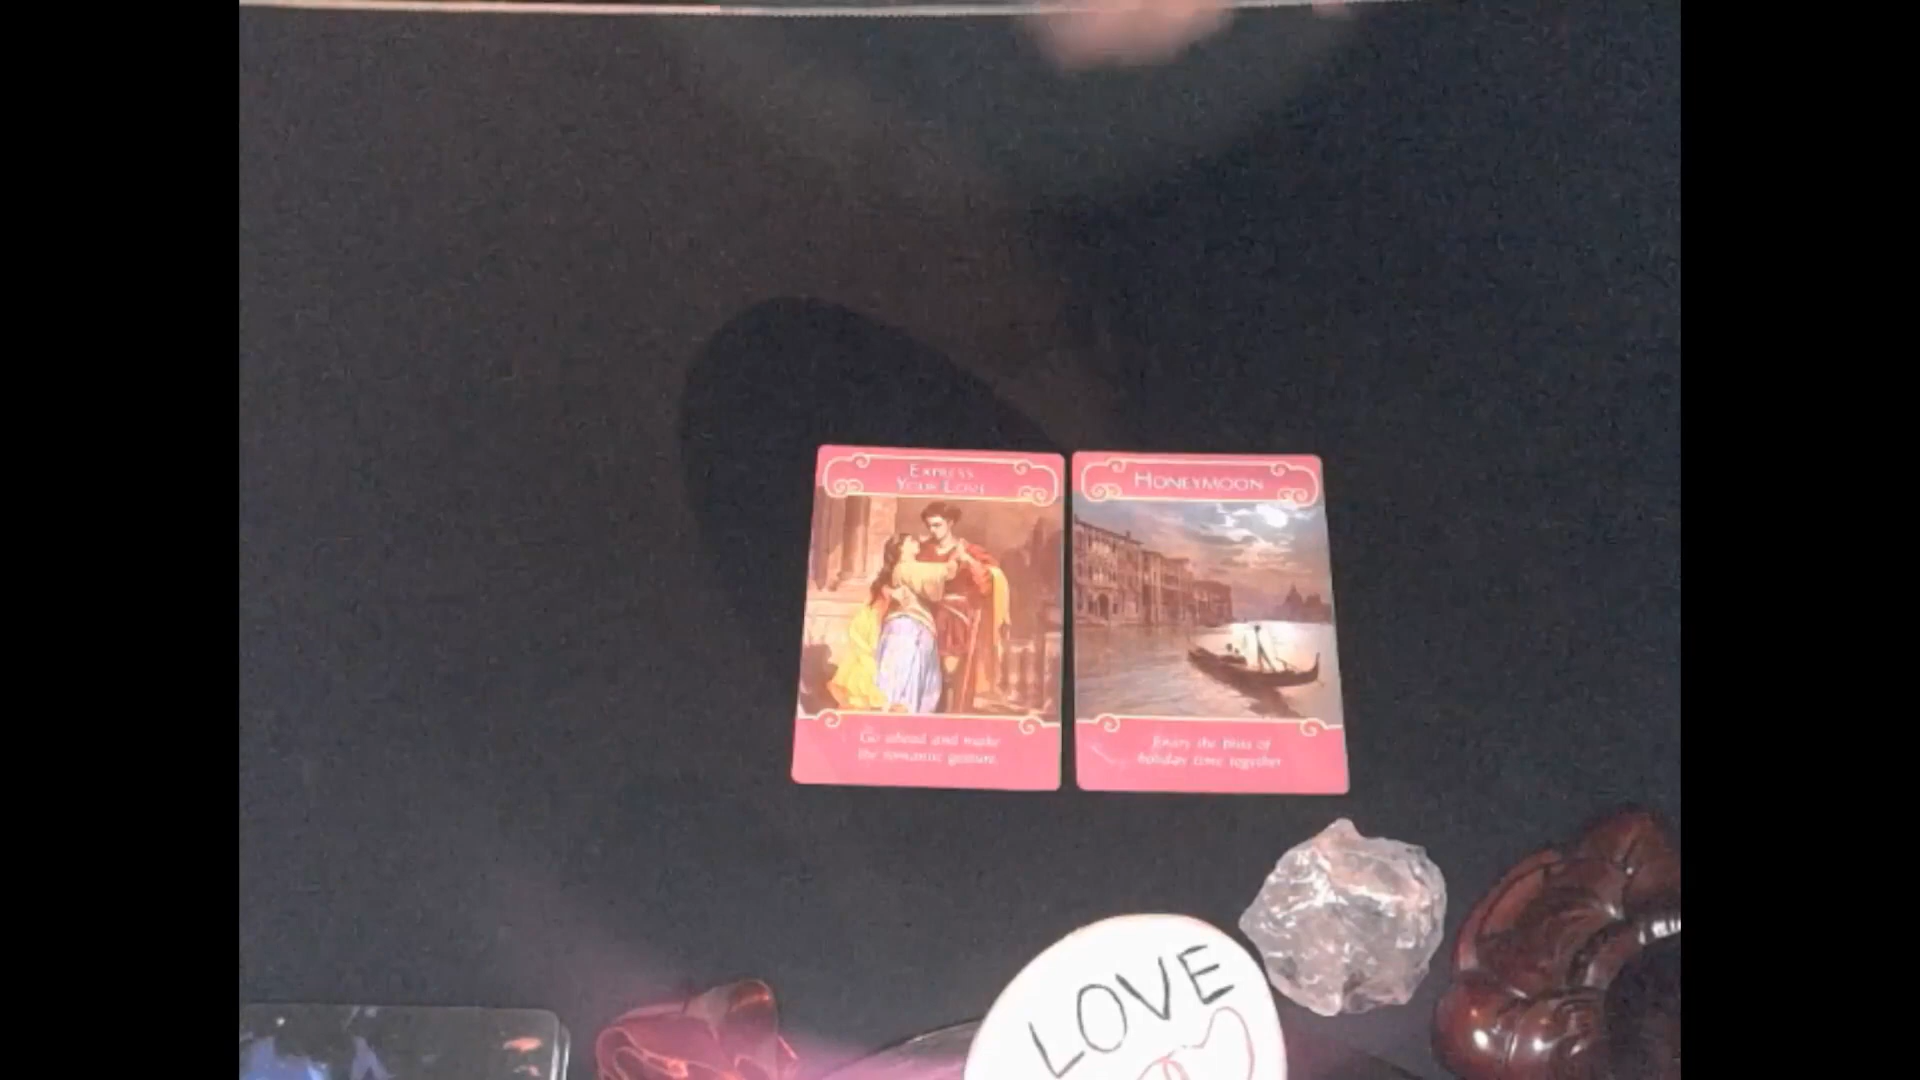 EXPRESS
YOUR LOVE
HONEYMOON
Go ahead and make
the romantic gesture.
Enjoy the bliss of
holiday time together
LOVE